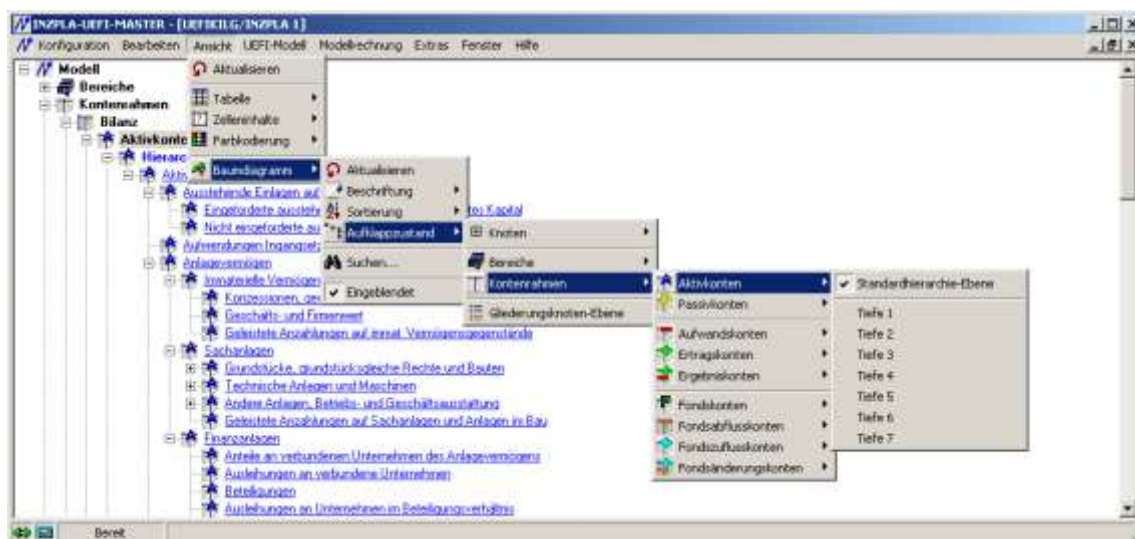 INZPLA-UEFI-MASTER - [UEFIKILG/INZPLA 1]
Konfiguration Bearbeiten Ansicht UEFI-Modell Modellrechnung Extras Fenster Hilfe
Modell
Bereiche
Kontenrahmen
Bilanz
Aktivkonte
Hierarc
Aktiv
Ausstehende Einlagen auf
Eingeforderte ausstehe
tes Kapital
Nicht eingeforderte au
Aufwendungen Ingangsetz
Anlagevermögen
Immaterielle Vermögen
Konzessionen, gew
Geschäfts- und Firmenwert
Geleistete Anzahlungen auf immat. Vermögensgegenstände
Sachanlagen
Grundstücke, grundstücksgleiche Rechte und Bauten
Technische Anlagen und Maschinen
Andere Anlagen, Betriebs- und Geschäftsausstattung
Geleistete Anzahlungen auf Sachanlagen und Anlagen im Bau
Finanzanlagen
Anteile an verbundenen Unternehmen des Anlagevermögens
Ausleihungen an verbundene Unternehmen
Beteiligungen
Ausleihungen an Unternehmen im Beteiligungsverhältnis
Aktualisieren
Tabelle
Zelleninhalte
Farbkodierung
Baumdiagramm
Aktualisieren
Beschriftung
Sortierung
Aufklappzustand
Suchen...
Eingeblendet
Knoten
Bereiche
Kontenrahmen
Gliederungsknoten-Ebene
Aktivkonten
Passivkonten
Aufwandskonten
Ertragskonten
Ergebniskonten
Fondskonten
Fondsabflusskonten
Fondszuflusskonten
Fondsänderungskonten
Standardhierarchie-Ebene
Tiefe 1
Tiefe 2
Tiefe 3
Tiefe 4
Tiefe 5
Tiefe 6
Tiefe 7
Bereit